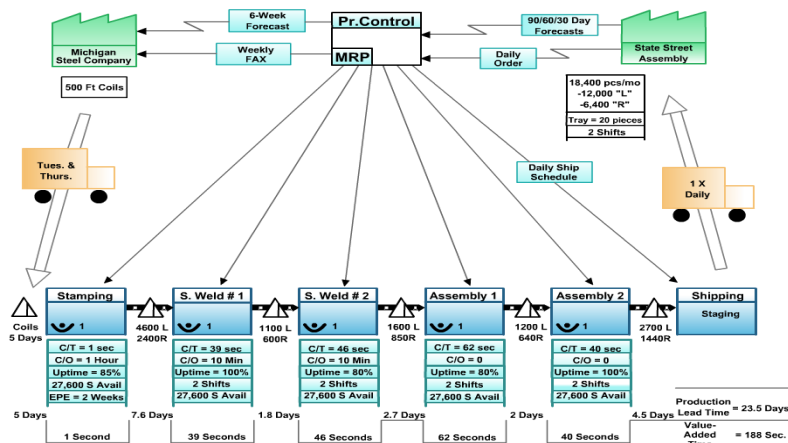 6-Week
Forecast
Weekly
FAX
Pr.Control
MRP
90/60/30 Day
Forecasts
Daily
Order
Michigan
Steel Company
500 Ft Coils
State Street
Assembly
18,400 pcs/mo
-12,000 "L"
-6,400 "R"
Tray = 20 pieces
2 Shifts
Tues. &
Thurs.
Daily Ship
Schedule
1 X
Daily
Coils
5 Days
Stamping
1
C/T = 1 sec
C/O = 1 Hour
Uptime = 85%
27,600 S Avail
EPE = 2 Weeks
4600 L
2400R
S. Weld # 1
1
C/T = 39 sec
C/O = 10 Min
Uptime = 100%
2 Shifts
27,600 S Avail
1100 L
600R
S. Weld # 2
1
C/T = 46 sec
C/O = 10 Min
Uptime = 80%
2 Shifts
27,600 S Avail
1600 L
850R
Assembly 1
1
C/T = 62 sec
C/O = 0
Uptime = 80%
2 Shifts
27,600 S Avail
1200 L
640R
Assembly 2
1
C/T = 40 sec
C/O = 0
Uptime = 100%
2 Shifts
27,600 S Avail
2700 L
1440R
Shipping
Staging
5 Days
7.6 Days
1.8 Days
2.7 Days
2 Days
4.5 Days
1 Second
39 Seconds
46 Seconds
62 Seconds
40 Seconds
Production
Lead Time = 23.5 Days
Value-
Added = 188 Sec.
Time